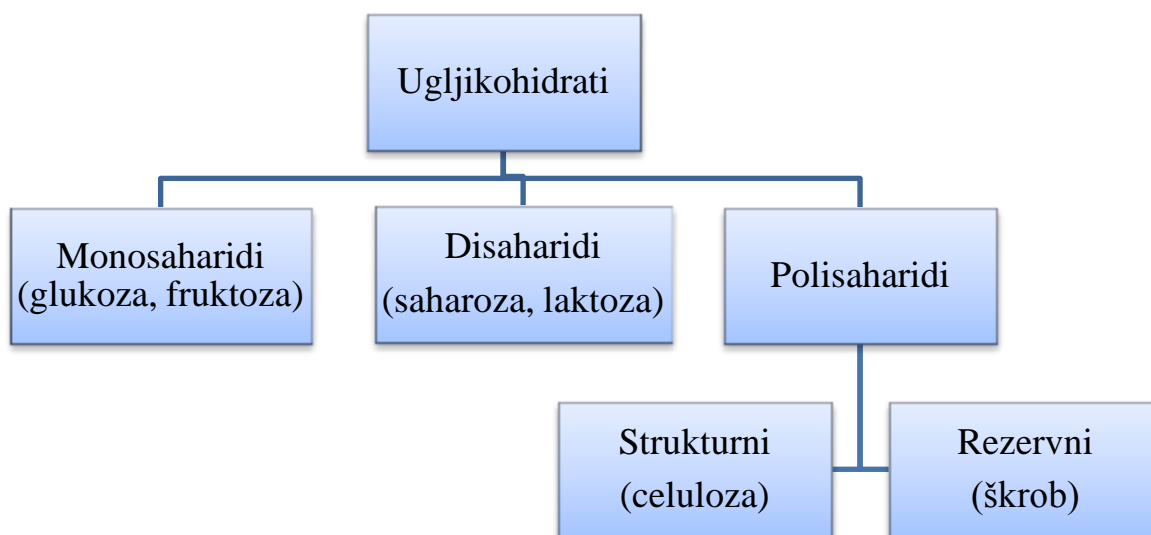 Ugljikohidrati
Monosaharidi
(glukoza, fruktoza)
Disaharidi
(saharoza, laktoza)
Polisaharidi
Strukturni
(celuloza)
Rezervni
(škrob)